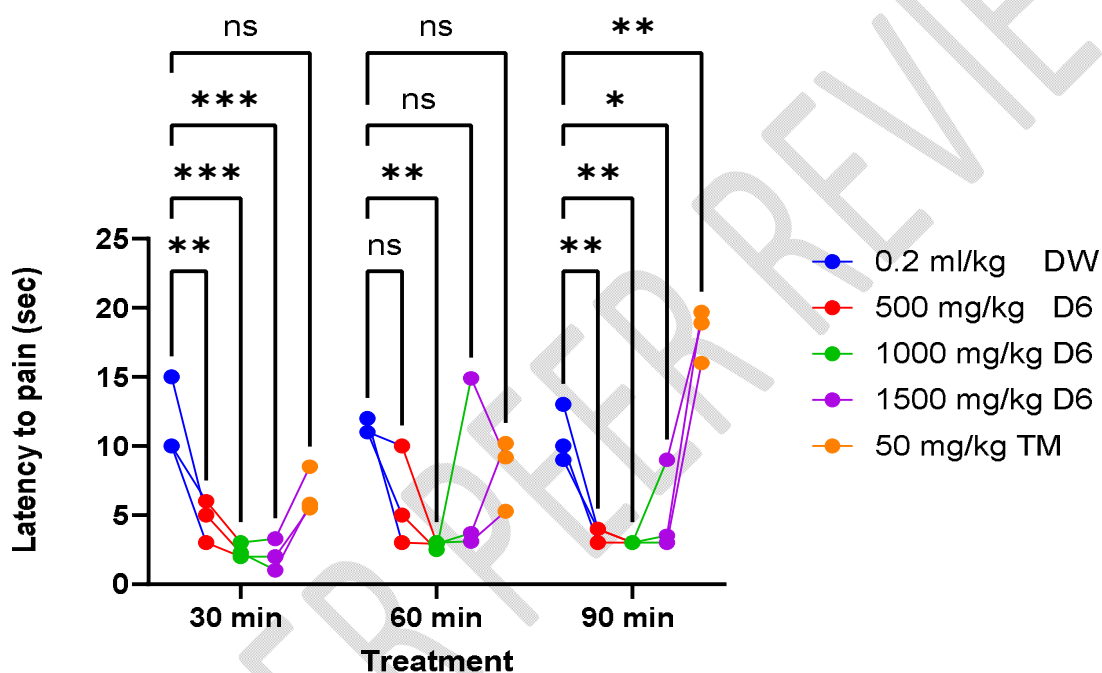 ns ns **
*** ns *
*** ** **
** ns **
25
20
15
10
5
0
Latency to pain (sec)
30 min 60 min 90 min
Treatment
0.2 ml/kg DW
500 mg/kg D6
1000 mg/kg D6
1500 mg/kg D6
50 mg/kg TM
ER PEER REVIE